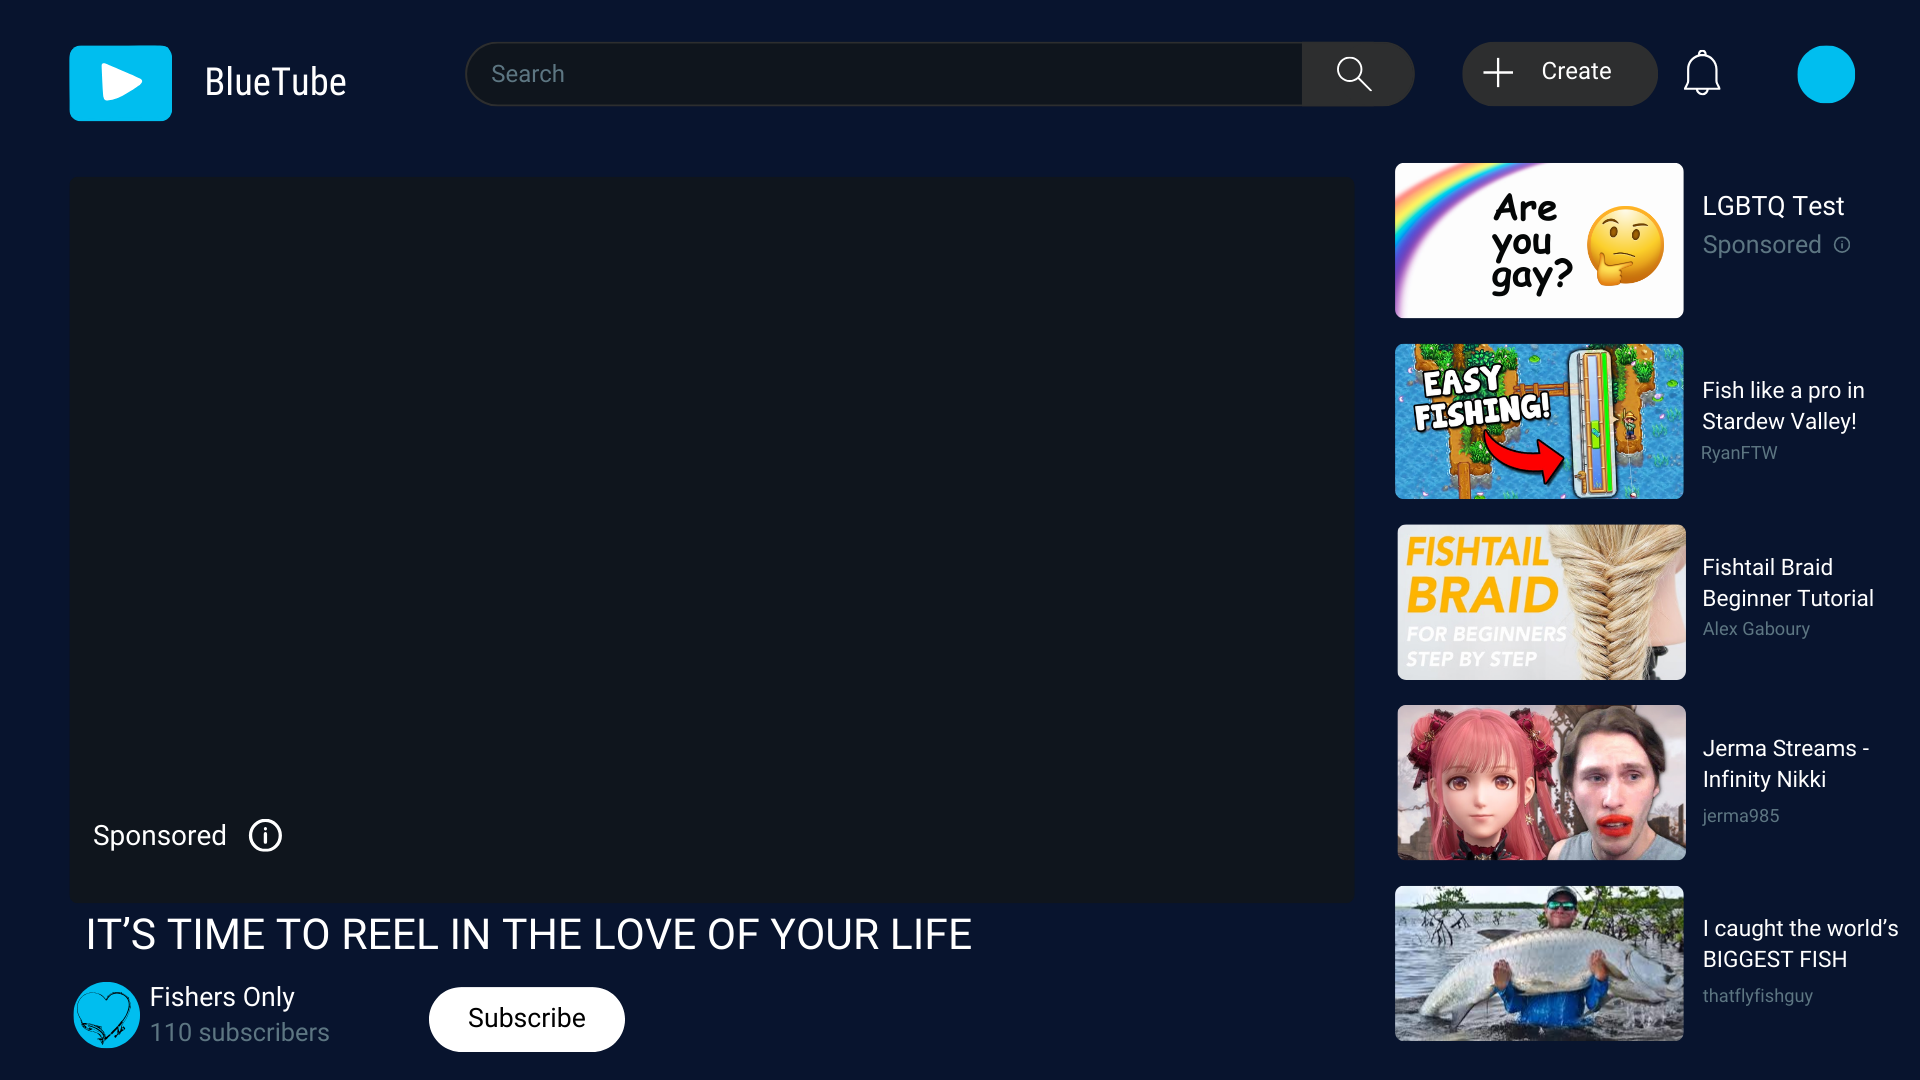 BlueTube
Search
Create
Are
you
gay?
LGBTQ Test
Sponsored
EASY
FISHING!
Fish like a pro in
Stardew Valley!
RyanFTW
FISHTAIL
BRAID
FOR BEGINNERS
STEP BY STEP
Fishtail Braid
Beginner Tutorial
Alex Gaboury
Jerma Streams -
Infinity Nikki
jerma985
I caught the world’s
BIGGEST FISH
thatflyfishguy
Sponsored
IT’S TIME TO REEL IN THE LOVE OF YOUR LIFE
Fishers Only
110 subscribers
Subscribe